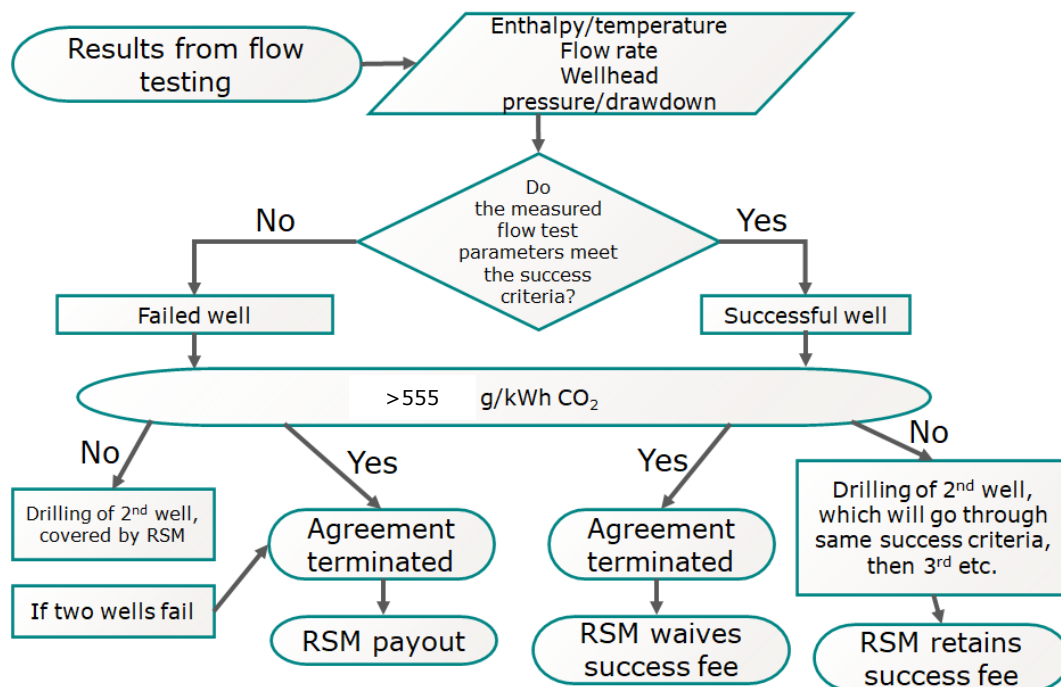 Results from flow
testing
Enthalpy/temperature
Flow rate
Wellhead
pressure/drawdown
Do
the measured
flow test
parameters meet
the success
criteria?
No
Yes
Failed well
Successful well
>555 g/kWh CO₂
No
Yes
Yes
No
Drilling of 2nd well,
covered by RSM
Agreement
terminated
Agreement
terminated
Drilling of 2nd well,
which will go through
same success criteria,
then 3rd etc.
If two wells fail
RSM payout
RSM waives
success fee
RSM retains
success fee